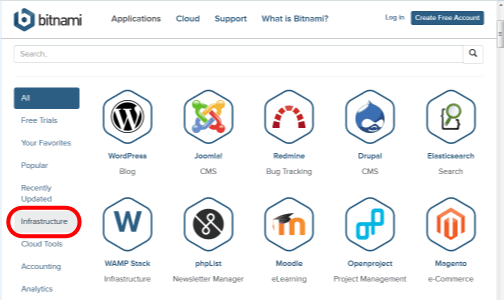 bitnami Applications Cloud Support What is Bitnami? Log in Create Free Account
Search..
All
Free Trials
Your Favorites
Popular
Recently
Updated
Infrastructure
Cloud Tools
Accounting
Analytics
WordPress Joomla! Redmine Drupal Elasticsearch
Blog CMS Bug Tracking CMS Search
W
WAMP Stack phpList Moodle Openproject Magento
Infrastructure Newsletter Manager eLearning Project Management e-Commerce